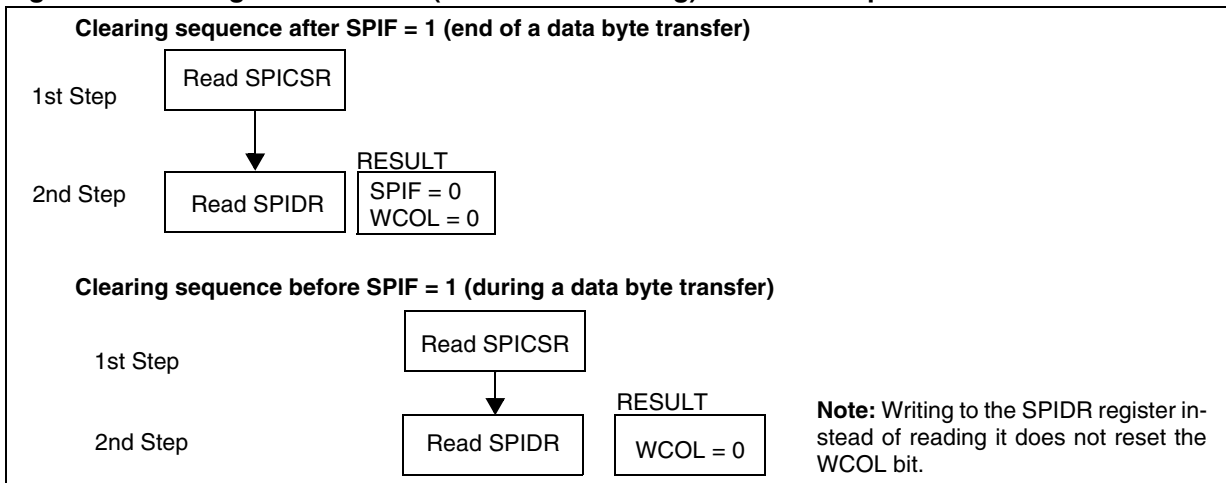 Clearing sequence after SPIF = 1 (end of a data byte transfer)
1st Step
Read SPICSR
2nd Step
Read SPIDR
RESULT
SPIF = 0
WCOL = 0
Clearing sequence before SPIF = 1 (during a data byte transfer)
1st Step
Read SPICSR
2nd Step
Read SPIDR
RESULT
WCOL = 0
Note: Writing to the SPIDR register in-
stead of reading it does not reset the
WCOL bit.